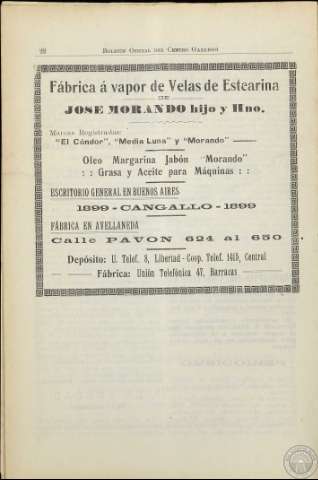 22 BOLETIN OFICIAL DEL CENTRO GALLEGO
Fábrica á vapor de Velas de Estearina
DE
JOSE MORANDO hijo y Hno.
Marcas Registradas:
"El Cóndor", "Media Luna" y "Morando"
Oleo Margarina Jabón "Morando"
: : Grasa y Aceite para Máquinas : :
ESCRITORIO GENERAL EN BUENOS AIRES
1899 - CANGALLO - 1899
FÁBRICA EN AVELLANEDA
Calle PAVON 624 al 650
Depósito: U. Telef. 8, Libertad - Coop. Telef. 1419, Central
Fábrica: Unión Telefónica 47, Barracas